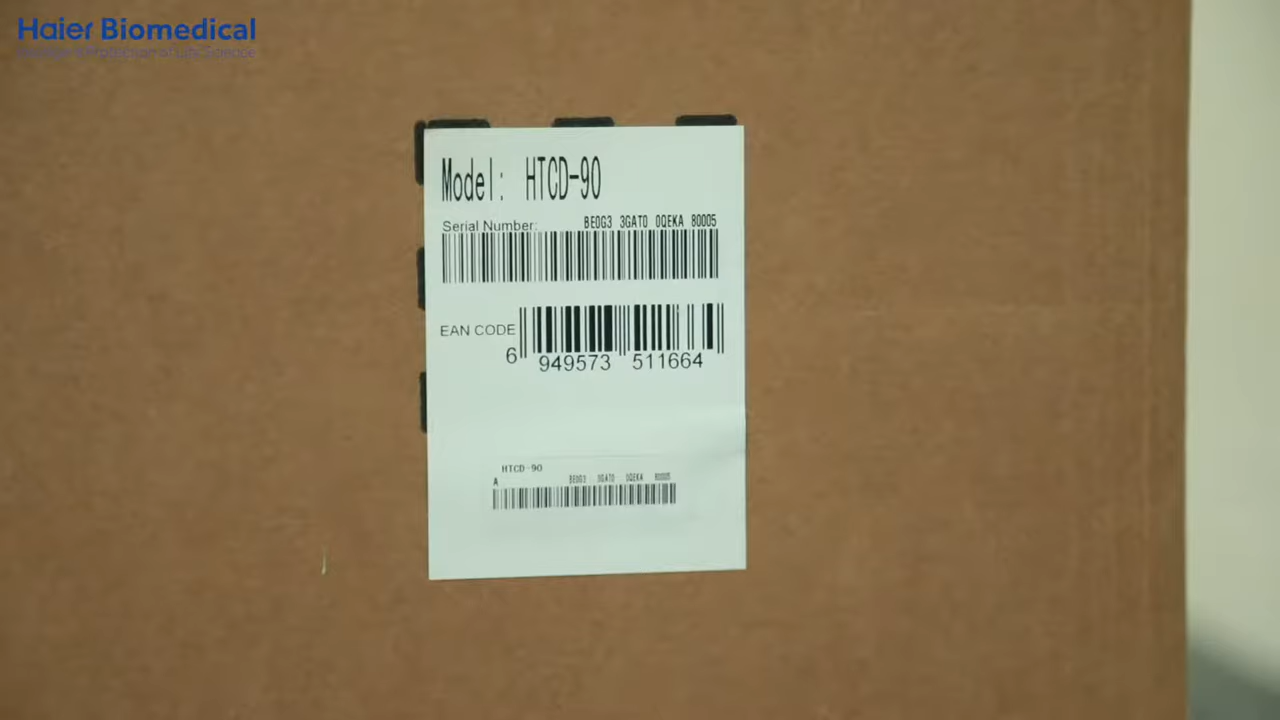 Haier Biomedical
Model: HTCD-90
Serial Number: BE0G3 3GAT0 0QEKA 80005
EAN CODE
6 949573 511664
HTCD-90
A BE0G3 3GAT0 0QEKA 80005